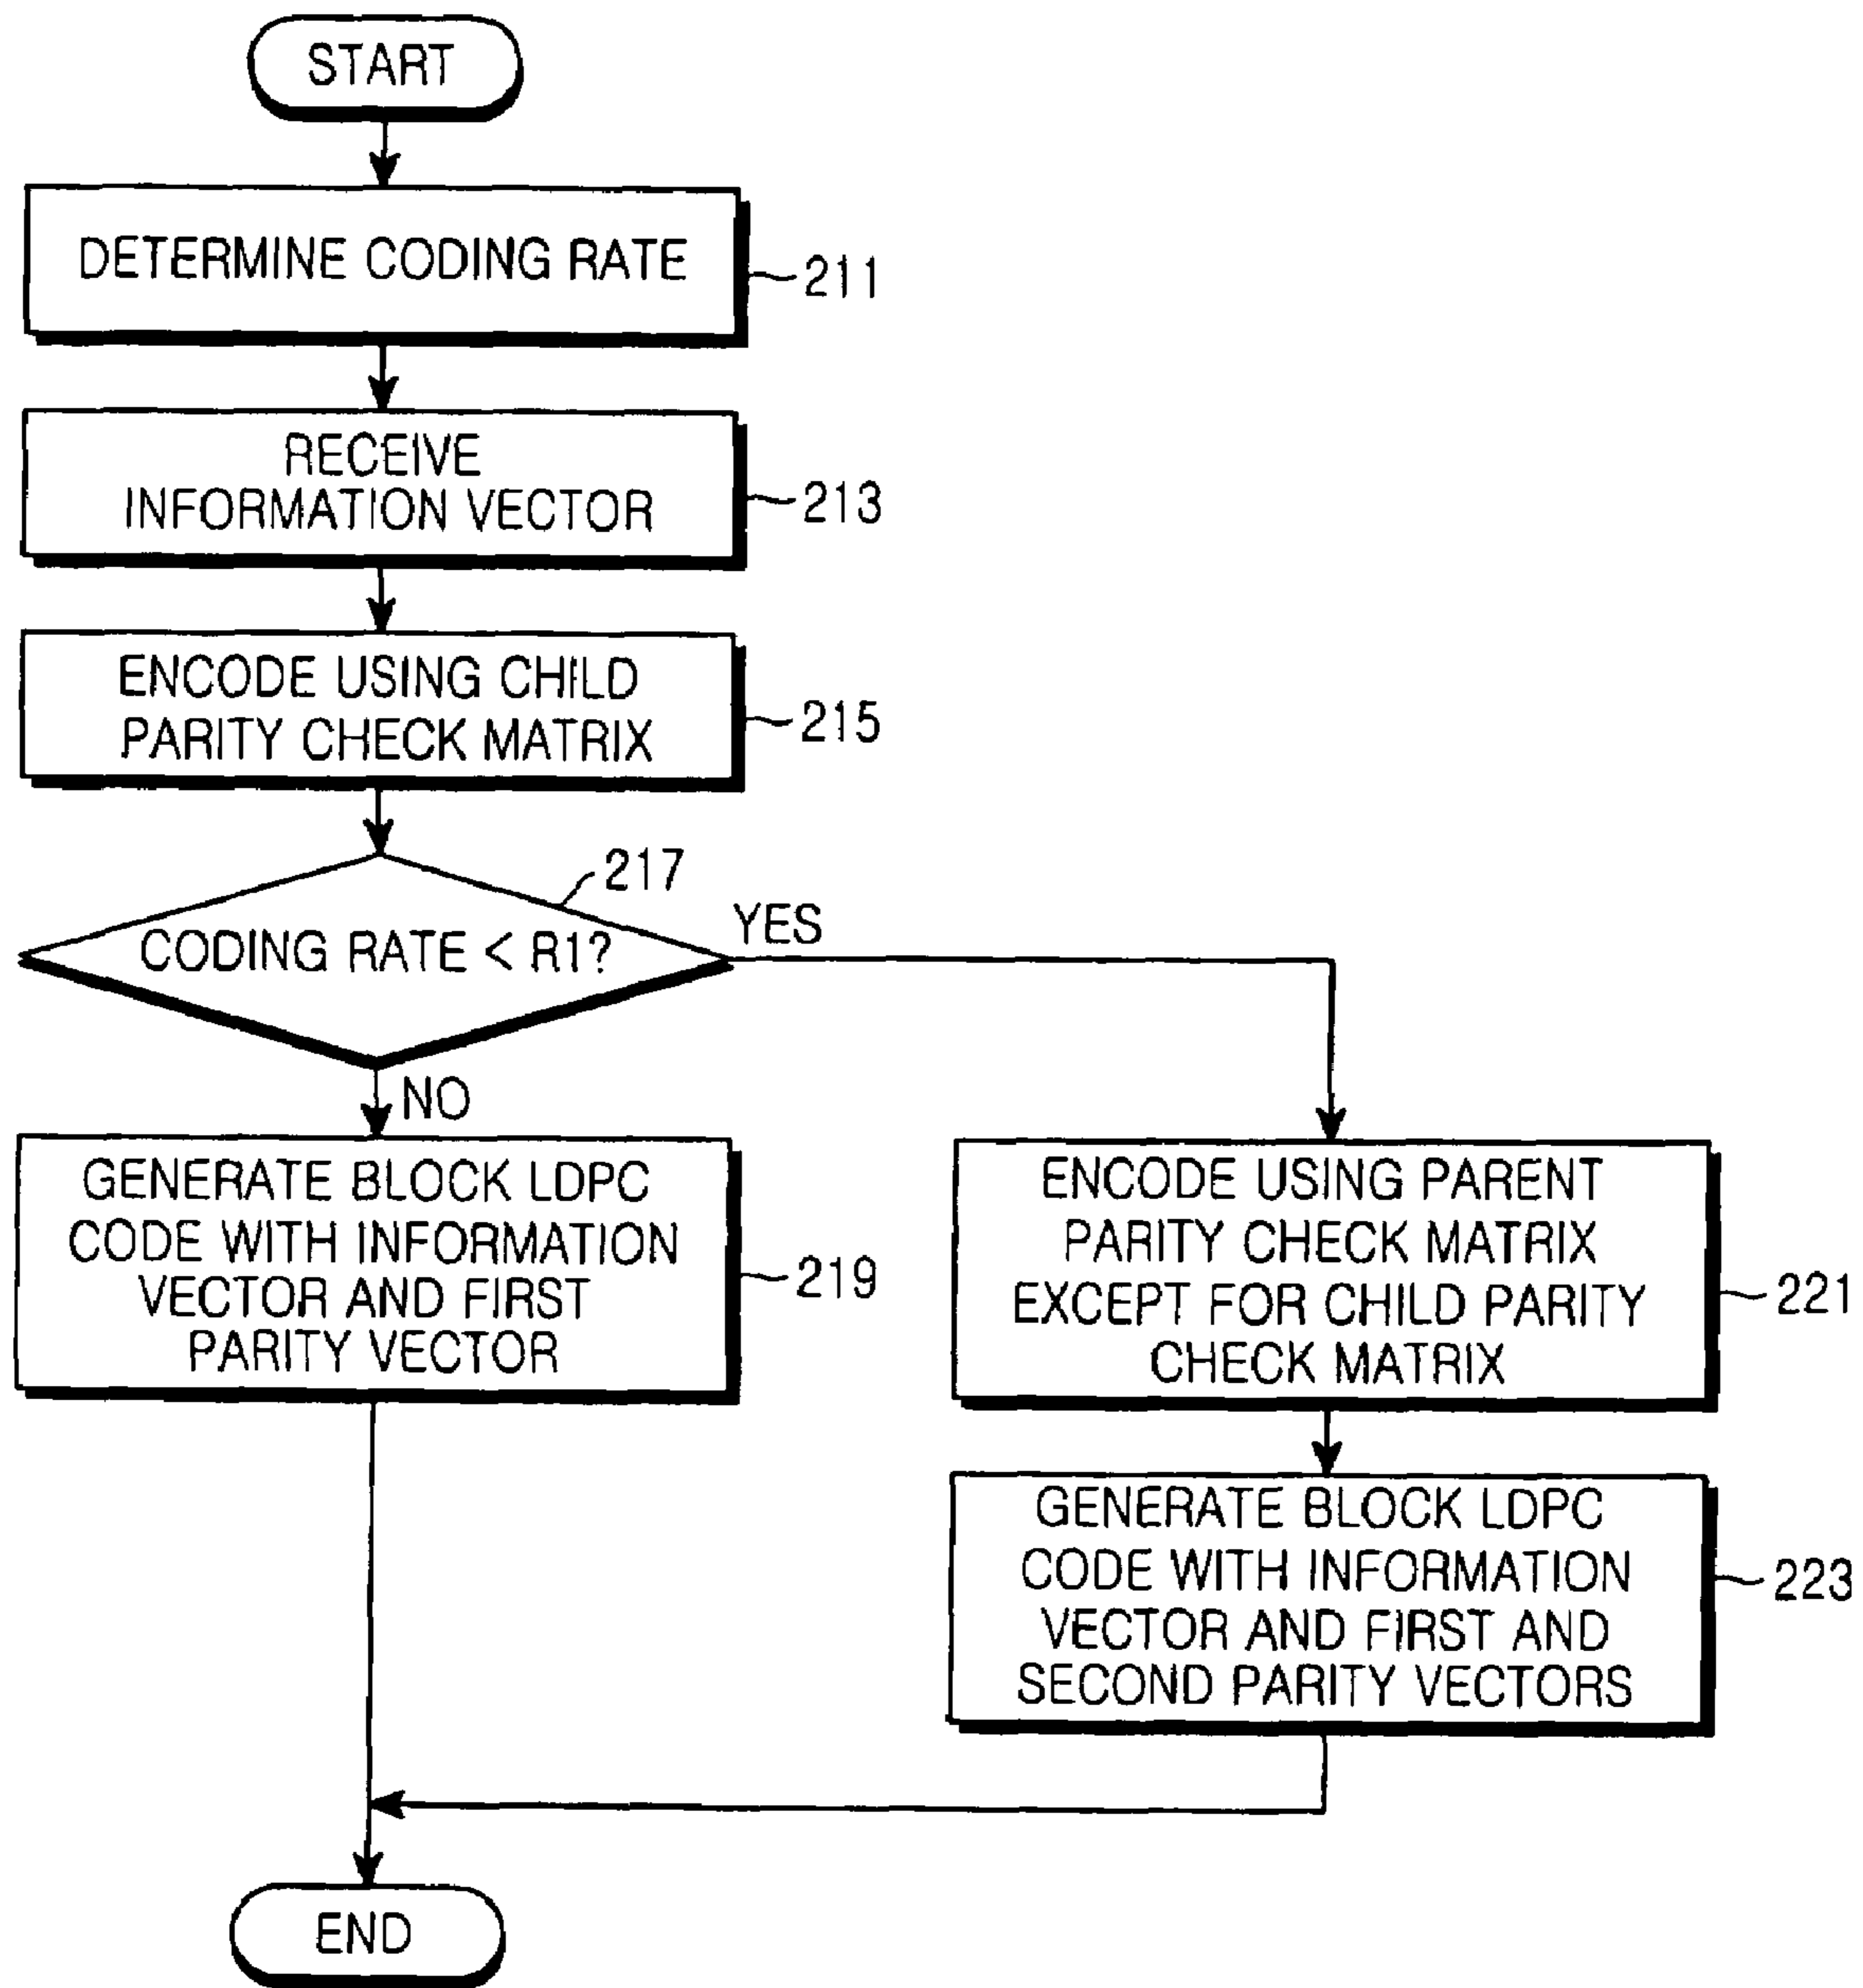 START
DETERMINE CODING RATE
211
RECEIVE
INFORMATION VECTOR
213
ENCODE USING CHILD
PARITY CHECK MATRIX
215
217
CODING RATE < R1?
YES
NO
GENERATE BLOCK LDPC
CODE WITH INFORMATION
VECTOR AND FIRST
PARITY VECTOR
219
ENCODE USING PARENT
PARITY CHECK MATRIX
EXCEPT FOR CHILD PARITY
CHECK MATRIX
221
GENERATE BLOCK LDPC
CODE WITH INFORMATION
VECTOR AND FIRST AND
SECOND PARITY VECTORS
223
END